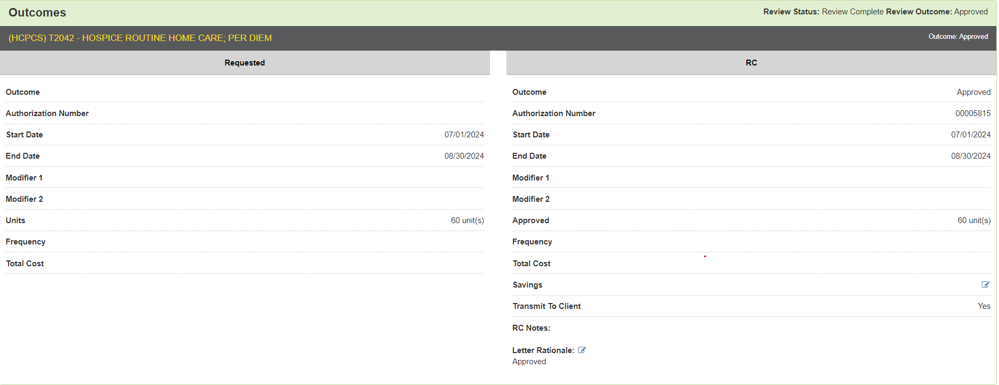 Outcomes
Review Status: Review Complete Review Outcome: Approved
(HCPCS) T2042 - HOSPICE ROUTINE HOME CARE; PER DIEM
Outcome: Approved
Requested
Outcome
Authorization Number
Start Date 07/01/2024
End Date 08/30/2024
Modifier 1
Modifier 2
Units 60 unit(s)
Frequency
Total Cost
RC
Outcome Approved
Authorization Number 00005815
Start Date 07/01/2024
End Date 08/30/2024
Modifier 1
Modifier 2
Approved 60 unit(s)
Frequency
Total Cost
Savings
Transmit To Client Yes
RC Notes:
Letter Rationale:
Approved